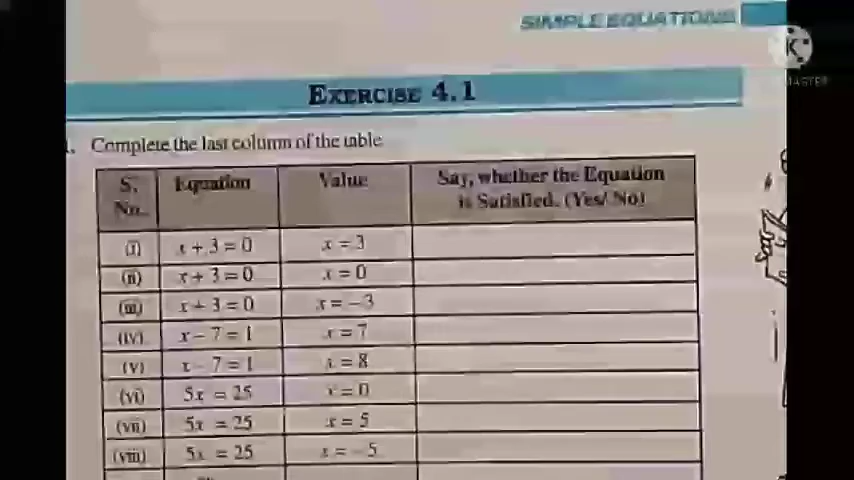 SIMPLE EQUATIONS
K
MASTER
EXERCISE 4.1
1. Complete the last column of the table
S. No. Equation Value Say, whether the Equation is Satisfied. (Yes/ No)
(i) x + 3 = 0 x = 3
(ii) x + 3 = 0 x = 0
(iii) x + 3 = 0 x = – 3
(iv) x – 7 = 1 x = 7
(v) x – 7 = 1 x = 8
(vi) 5x = 25 x = 0
(vii) 5x = 25 x = 5
(viii) 5x = 25 x = – 5